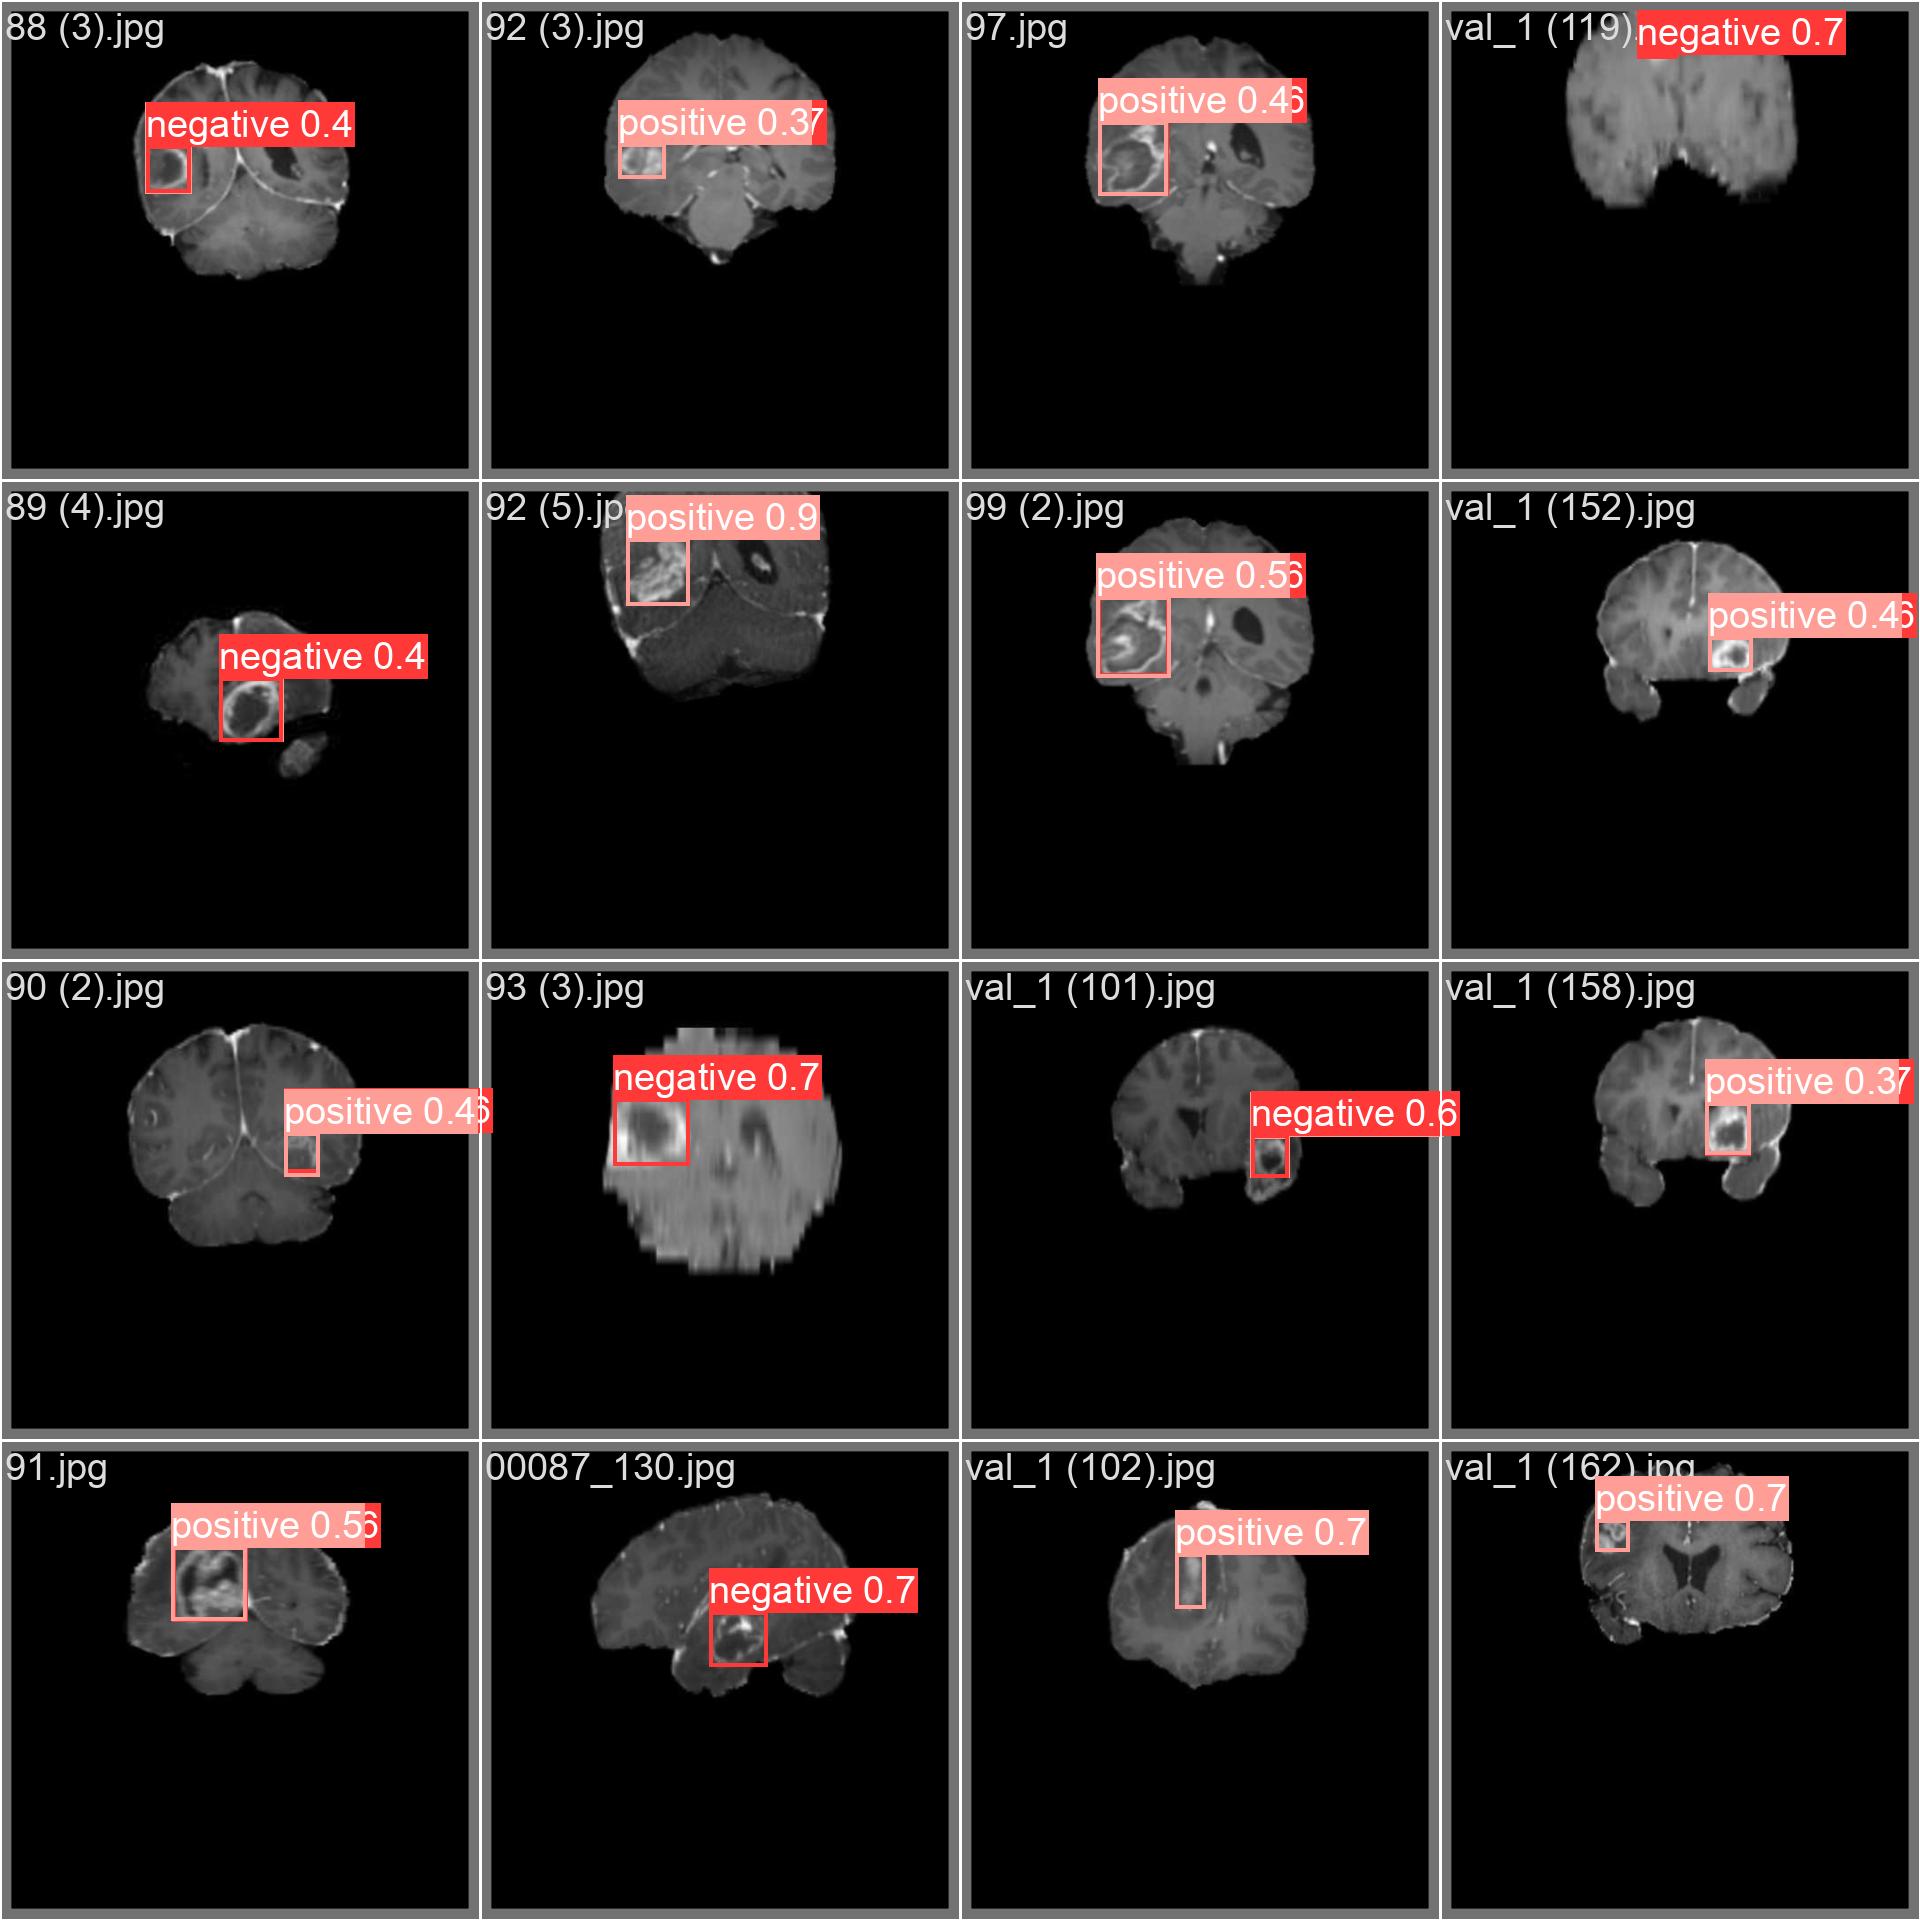 88 (3).jpg
negative 0.4
92 (3).jpg
positive 0.37
97.jpg
positive 0.46
val_1 (119).
negative 0.7
89 (4).jpg
negative 0.4
92 (5).jp
positive 0.9
99 (2).jpg
positive 0.56
val_1 (152).jpg
positive 0.46
90 (2).jpg
positive 0.46
93 (3).jpg
negative 0.7
val_1 (101).jpg
negative 0.6
val_1 (158).jpg
positive 0.37
91.jpg
positive 0.56
00087_130.jpg
negative 0.7
val_1 (102).jpg
positive 0.7
val_1 (162).jpg
positive 0.7